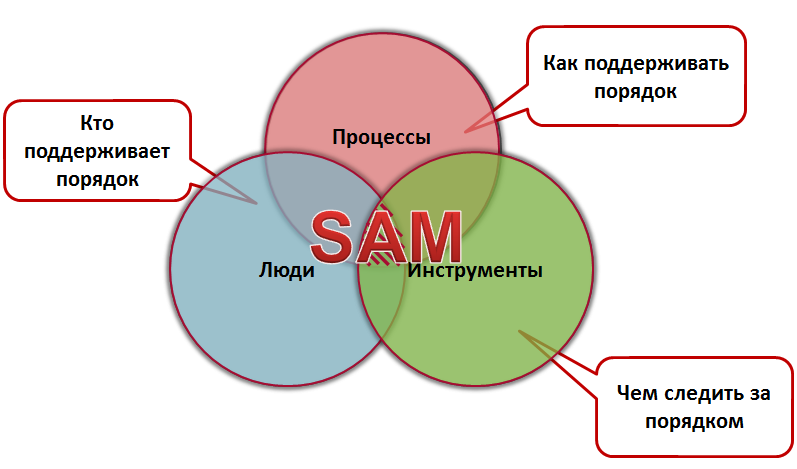 Как поддерживать
порядок
Кто
поддерживает
порядок
Процессы
SAM
Люди
Инструменты
Чем следить за
порядком